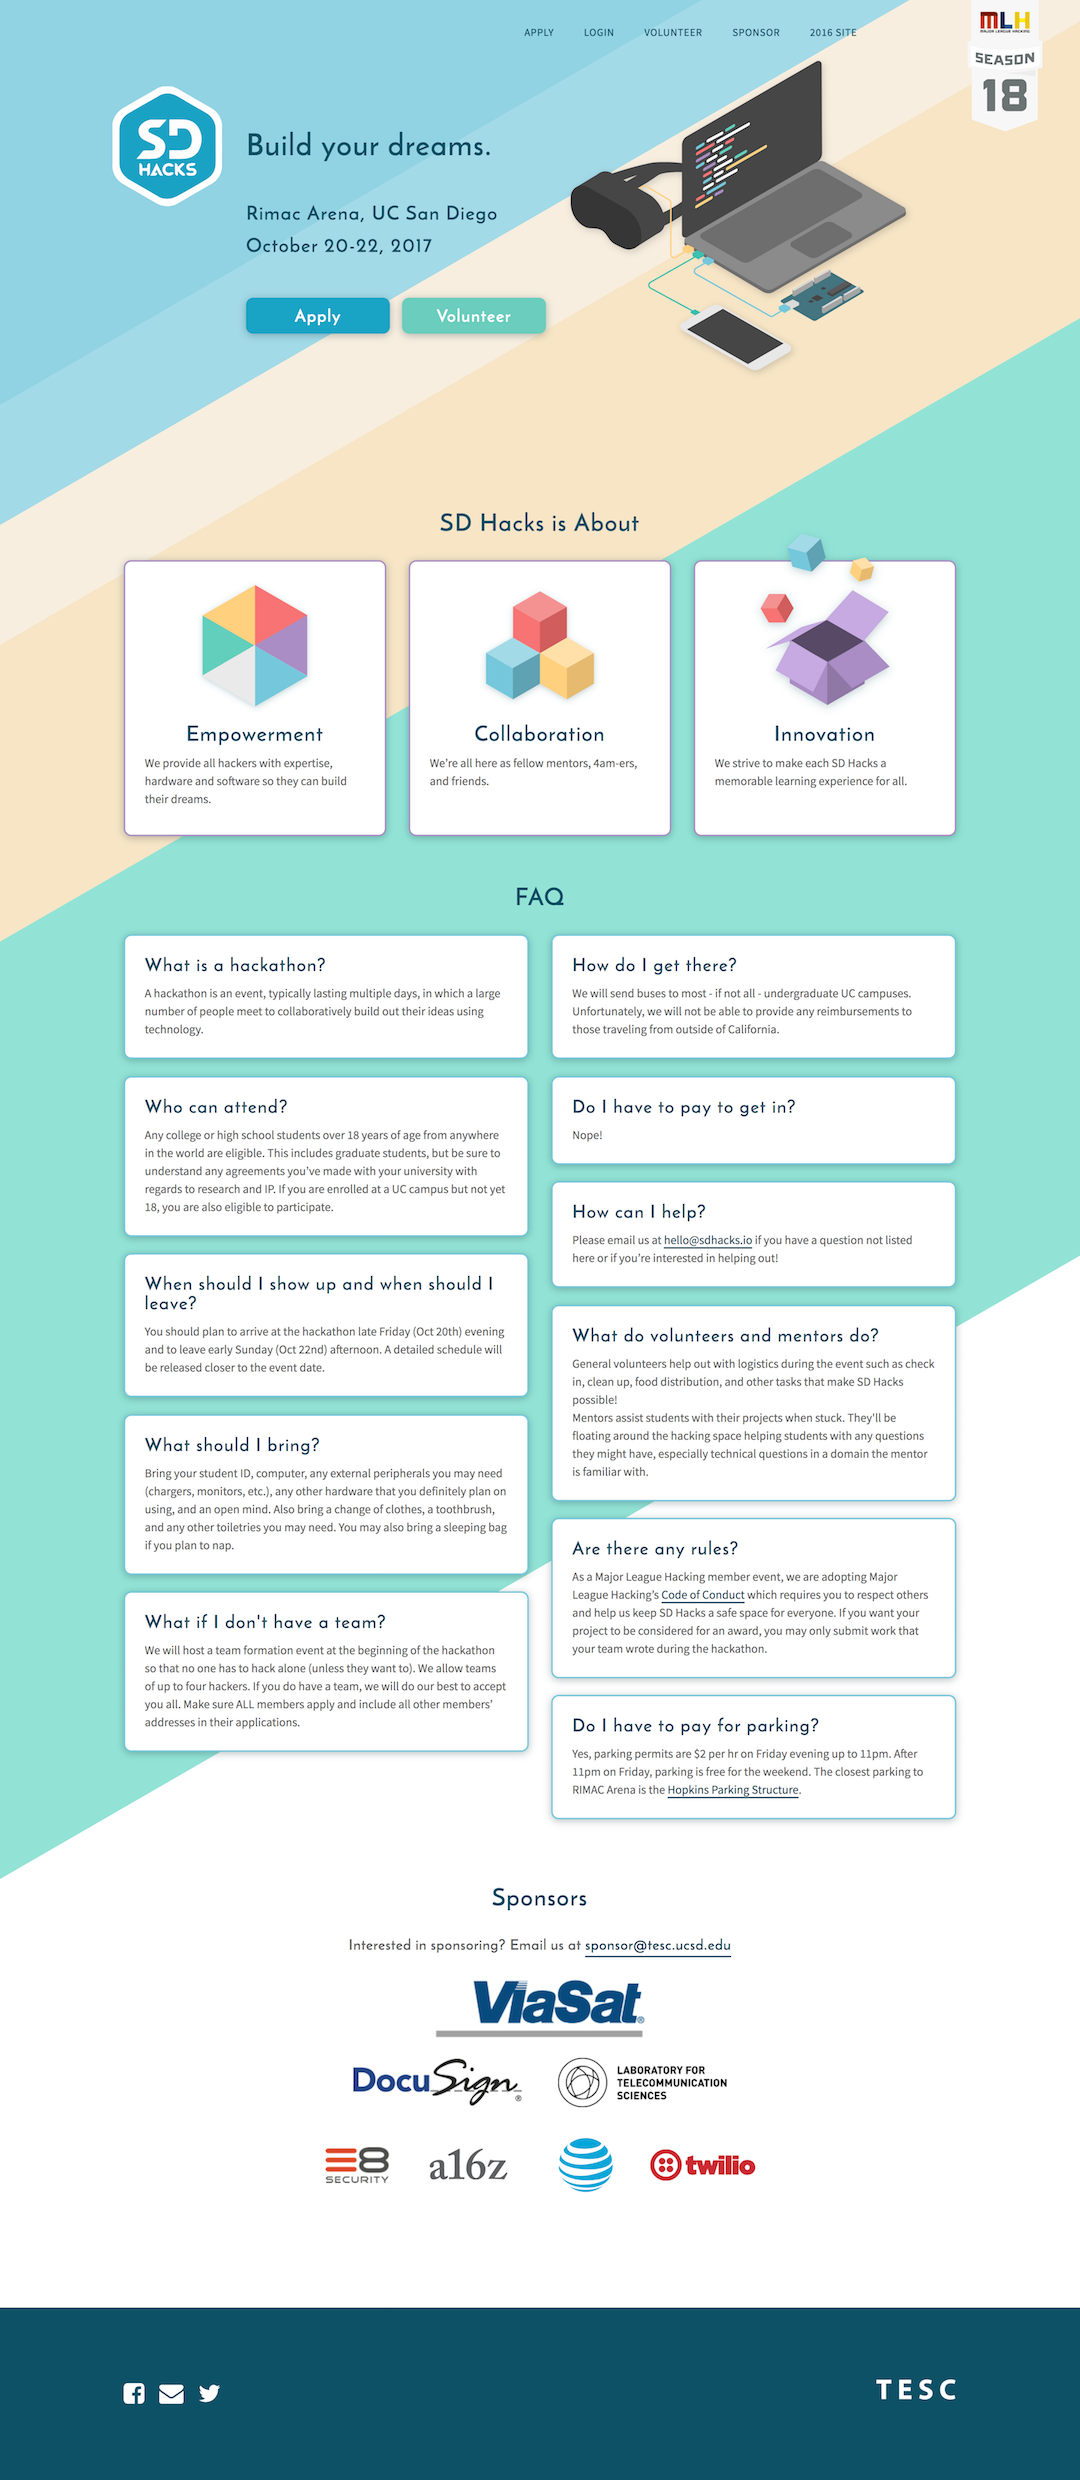 APPLY LOGIN VOLUNTEER SPONSOR 2016 SITE
MLH
MAJOR LEAGUE HACKING
SEASON
18
SD
HACKS
Build your dreams.
Rimac Arena, UC San Diego
October 20-22, 2017
Apply Volunteer
SD Hacks is About
Empowerment
We provide all hackers with expertise,
hardware and software so they can build
their dreams.
Collaboration
We're all here as fellow mentors, 4am-ers,
and friends.
Innovation
We strive to make each SD Hacks a
memorable learning experience for all.
FAQ
What is a hackathon?
A hackathon is an event, typically lasting multiple days, in which a large
number of people meet to collaboratively build out their ideas using
technology.
Who can attend?
Any college or high school students over 18 years of age from anywhere
in the world are eligible. This includes graduate students, but be sure to
understand any agreements you've made with your university with
regards to research and IP. If you are enrolled at a UC campus but not yet
18, you are also eligible to participate.
When should I show up and when should I
leave?
You should plan to arrive at the hackathon late Friday (Oct 20th) evening
and to leave early Sunday (Oct 22nd) afternoon. A detailed schedule will
be released closer to the event date.
What should I bring?
Bring your student ID, computer, any external peripherals you may need
(chargers, monitors, etc.), any other hardware that you definitely plan on
using, and an open mind. Also bring a change of clothes, a toothbrush,
and any other toiletries you may need. You may also bring a sleeping bag
if you plan to nap.
What if I don't have a team?
We will host a team formation event at the beginning of the hackathon
so that no one has to hack alone (unless they want to). We allow teams
of up to four hackers. If you do have a team, we will do our best to accept
you all. Make sure ALL members apply and include all other members'
addresses in their applications.
How do I get there?
We will send buses to most - if not all - undergraduate UC campuses.
Unfortunately, we will not be able to provide any reimbursements to
those traveling from outside of California.
Do I have to pay to get in?
Nope!
How can I help?
Please email us at hello@sdhacks.io if you have a question not listed
here or if you're interested in helping out!
What do volunteers and mentors do?
General volunteers help out with logistics during the event such as check
in, clean up, food distribution, and other tasks that make SD Hacks
possible!
Mentors assist students with their projects when stuck. They'll be
floating around the hacking space helping students with any questions
they might have, especially technical questions in a domain the mentor
is familiar with.
Are there any rules?
As a Major League Hacking member event, we are adopting Major
League Hacking's Code of Conduct which requires you to respect others
and help us keep SD Hacks a safe space for everyone. If you want your
project to be considered for an award, you may only submit work that
your team wrote during the hackathon.
Do I have to pay for parking?
Yes, parking permits are $2 per hr on Friday evening up to 11pm. After
11pm on Friday, parking is free for the weekend. The closest parking to
RIMAC Arena is the Hopkins Parking Structure.
Sponsors
Interested in sponsoring? Email us at sponsor@tesc.ucsd.edu
ViaSat®
DocuSign®
LABORATORY FOR
TELECOMMUNICATION
SCIENCES
E8
SECURITY
a16z
twilio
TESC